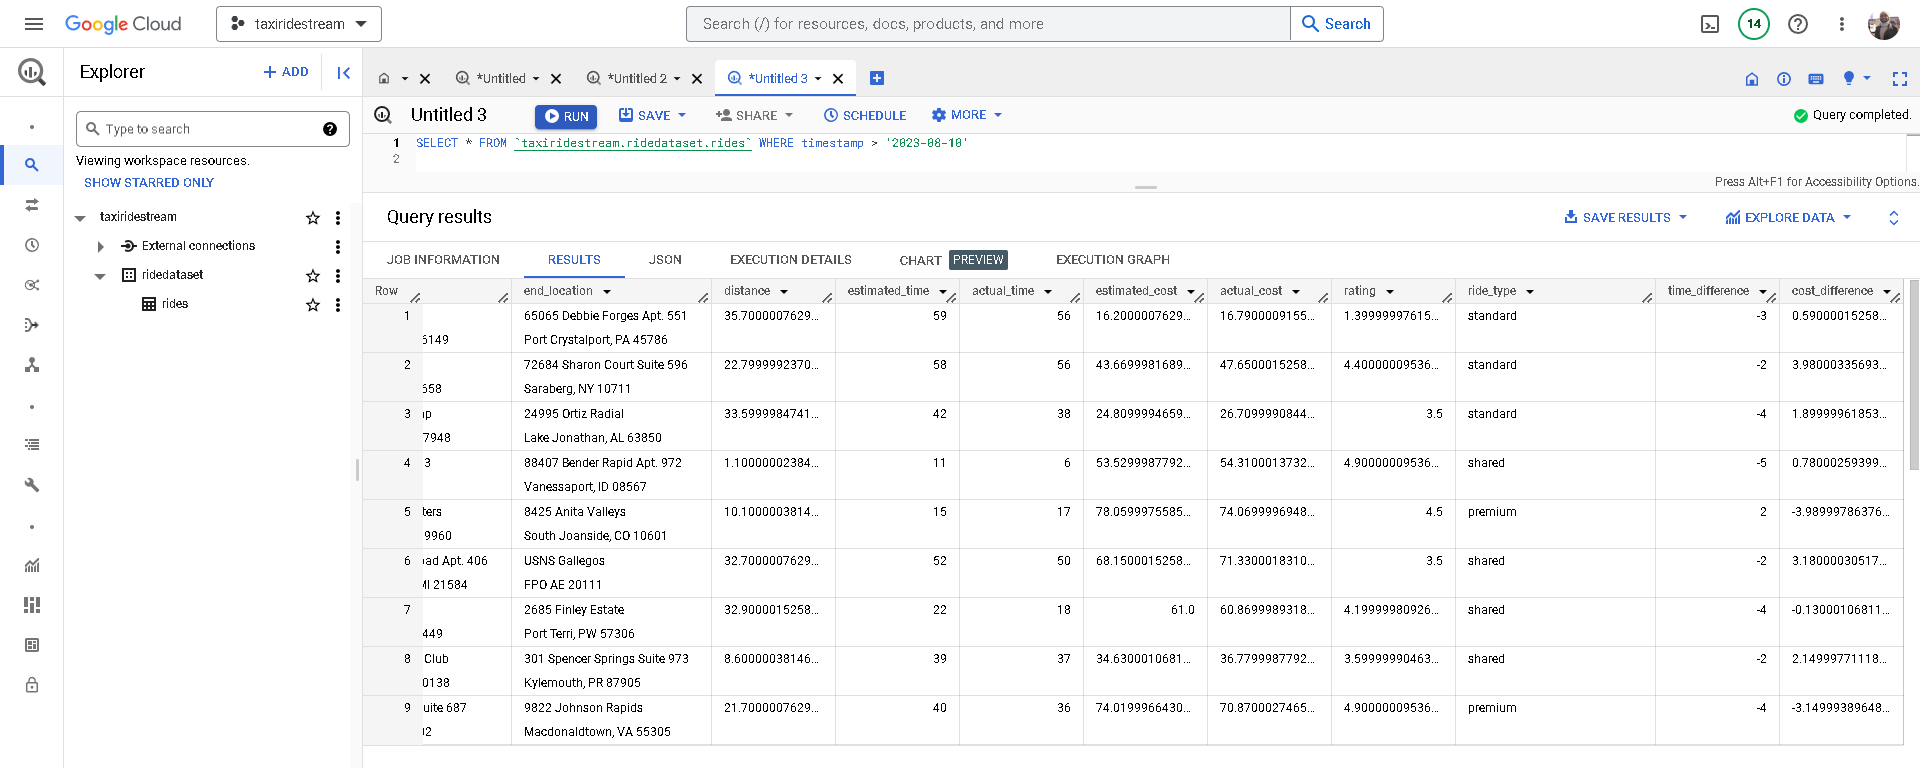 Google Cloud
taxiridestream
Search (/) for resources, docs, products, and more
Search
14
Explorer
+ ADD
*Untitled
*Untitled 2
*Untitled 3
Type to search
Viewing workspace resources.
SHOW STARRED ONLY
taxiridestream
External connections
ridedataset
rides
Untitled 3
RUN
SAVE
SHARE
SCHEDULE
MORE
Query completed.
1 SELECT * FROM `taxiridestream.ridedataset.rides` WHERE timestamp > '2023-08-10'
2
Press Alt+F1 for Accessibility Options.
Query results
SAVE RESULTS
EXPLORE DATA
JOB INFORMATION RESULTS JSON EXECUTION DETAILS CHART PREVIEW EXECUTION GRAPH
Row end_location distance estimated_time actual_time estimated_cost actual_cost rating ride_type time_difference cost_difference
1 65065 Debbie Forges Apt. 551 35.7000007629... 59 56 16.2000007629... 16.7900009155... 1.39999997615... standard -3 0.59000015258...
6149 Port Crystalport, PA 45786
2 72684 Sharon Court Suite 596 22.7999992370... 58 56 43.6699981689... 47.6500015258... 4.40000009536... standard -2 3.98000335693...
658 Saraberg, NY 10711
3 24995 Ortiz Radial 33.5999984741... 42 38 24.8099994659... 26.7099990844... 3.5 standard -4 1.89999961853...
7948 Lake Jonathan, AL 63850
4 3 88407 Bender Rapid Apt. 972 1.10000002384... 11 6 53.5299987792... 54.3100013732... 4.90000009536... shared -5 0.78000259399...
Vanessaport, ID 08567
5 ters 8425 Anita Valleys 10.1000003814... 15 17 78.0599975585... 74.0699996948... 4.5 premium 2 -3.98999786376...
9960 South Joanside, CO 10601
6 oad Apt. 406 USNS Gallegos 32.7000007629... 52 50 68.1500015258... 71.3300018310... 3.5 shared -2 3.18000030517...
MI 21584 FPO AE 20111
7 2685 Finley Estate 32.9000015258... 22 18 61.0 60.8699989318... 4.19999980926... shared -4 -0.13000106811...
449 Port Terri, PW 57306
8 Club 301 Spencer Springs Suite 973 8.60000038146... 39 37 34.6300010681... 36.7799987792... 3.59999990463... shared -2 2.14999771118...
0138 Kylemouth, PR 87905
9 uite 687 9822 Johnson Rapids 21.7000007629... 40 36 74.0199966430... 70.8700027465... 4.90000009536... premium -4 -3.14999389648...
02 Macdonaldtown, VA 55305